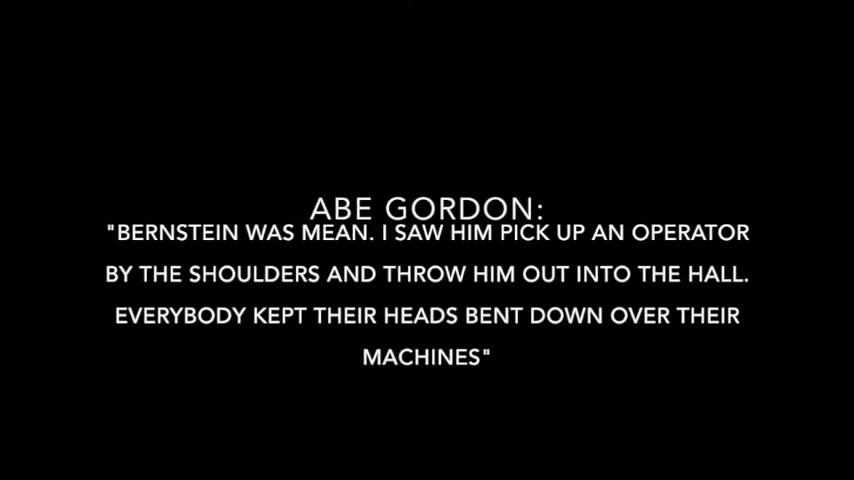 ABE GORDON:
"BERNSTEIN WAS MEAN. I SAW HIM PICK UP AN OPERATOR
BY THE SHOULDERS AND THROW HIM OUT INTO THE HALL.
EVERYBODY KEPT THEIR HEADS BENT DOWN OVER THEIR
MACHINES"